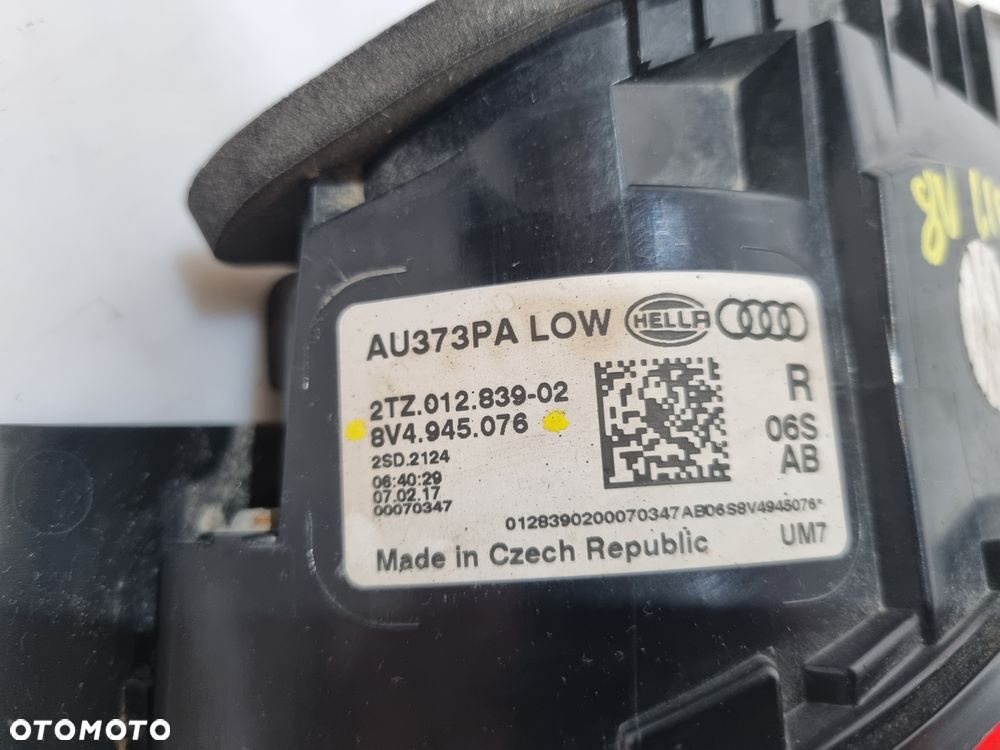 AU373PA LOW HELLA
2TZ.012.839-02
8V4.945.076
2SD.2124
06:40:29
07.02.17
00070347
R
06S
AB
0128390200070347AB06S8V4945076*
Made in Czech Republic
UM7
8V
OTOMOTO